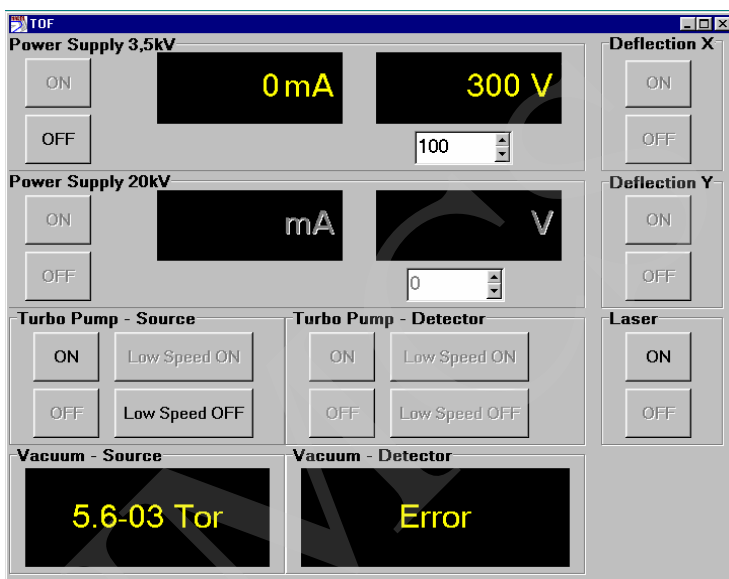 TOF
Power Supply 3,5kV
Deflection X
ON
0 mA
300 V
ON
OFF
100
OFF
Power Supply 20kV
Deflection Y
ON
mA
V
ON
OFF
0
OFF
Turbo Pump - Source
Turbo Pump - Detector
Laser
ON
Low Speed ON
ON
Low Speed ON
ON
OFF
Low Speed OFF
OFF
Low Speed OFF
OFF
Vacuum - Source
Vacuum - Detector
5.6-03 Tor
Error